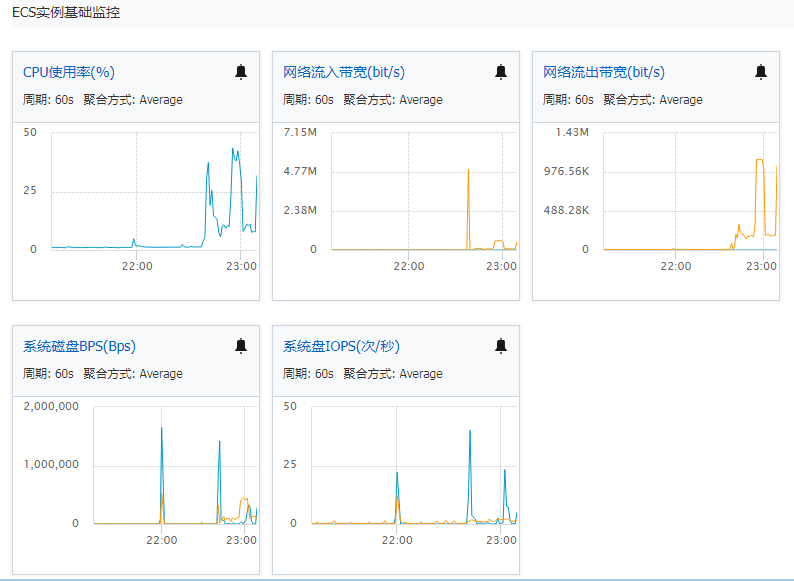 ECS实例基础监控
CPU使用率(%)
周期: 60s 聚合方式: Average
50
25
0
22:00 23:00
网络流入带宽(bit/s)
周期: 60s 聚合方式: Average
7.15M
4.77M
2.38M
0
22:00 23:00
网络流出带宽(bit/s)
周期: 60s 聚合方式: Average
1.43M
976.56K
488.28K
0
22:00 23:00
系统磁盘BPS(Bps)
周期: 60s 聚合方式: Average
2,000,000
1,000,000
0
22:00 23:00
系统盘IOPS(次/秒)
周期: 60s 聚合方式: Average
50
25
0
22:00 23:00